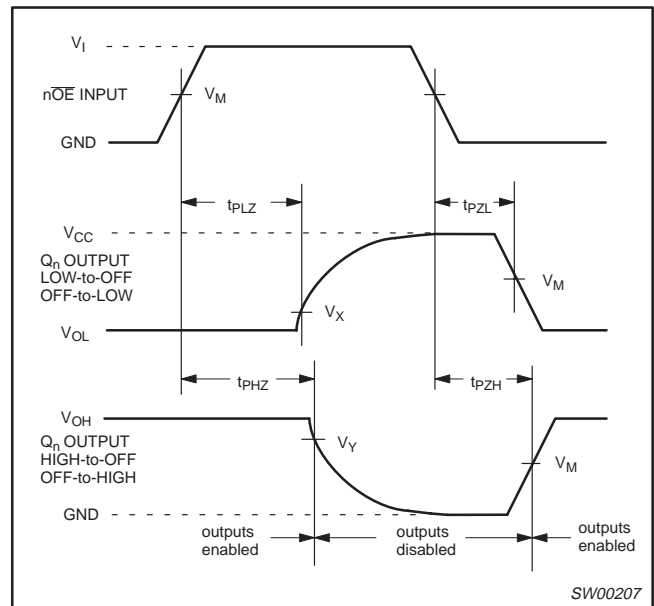 V_I
nO̅E̅ INPUT
V_M
GND
t_PLZ
t_PZL
V_CC
Q_n OUTPUT
LOW-to-OFF
OFF-to-LOW
V_M
V_X
V_OL
t_PHZ
t_PZH
V_OH
Q_n OUTPUT
HIGH-to-OFF
OFF-to-HIGH
V_Y
V_M
GND
outputs
enabled
outputs
disabled
outputs
enabled
SW00207